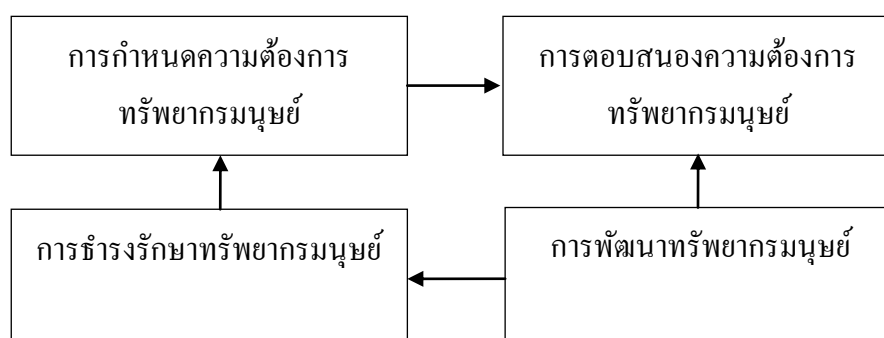 การกำหนดความต้องการ
ทรัพยากรมนุษย์
การตอบสนองความต้องการ
ทรัพยากรมนุษย์
การธำรงรักษาทรัพยากรมนุษย์
การพัฒนาทรัพยากรมนุษย์